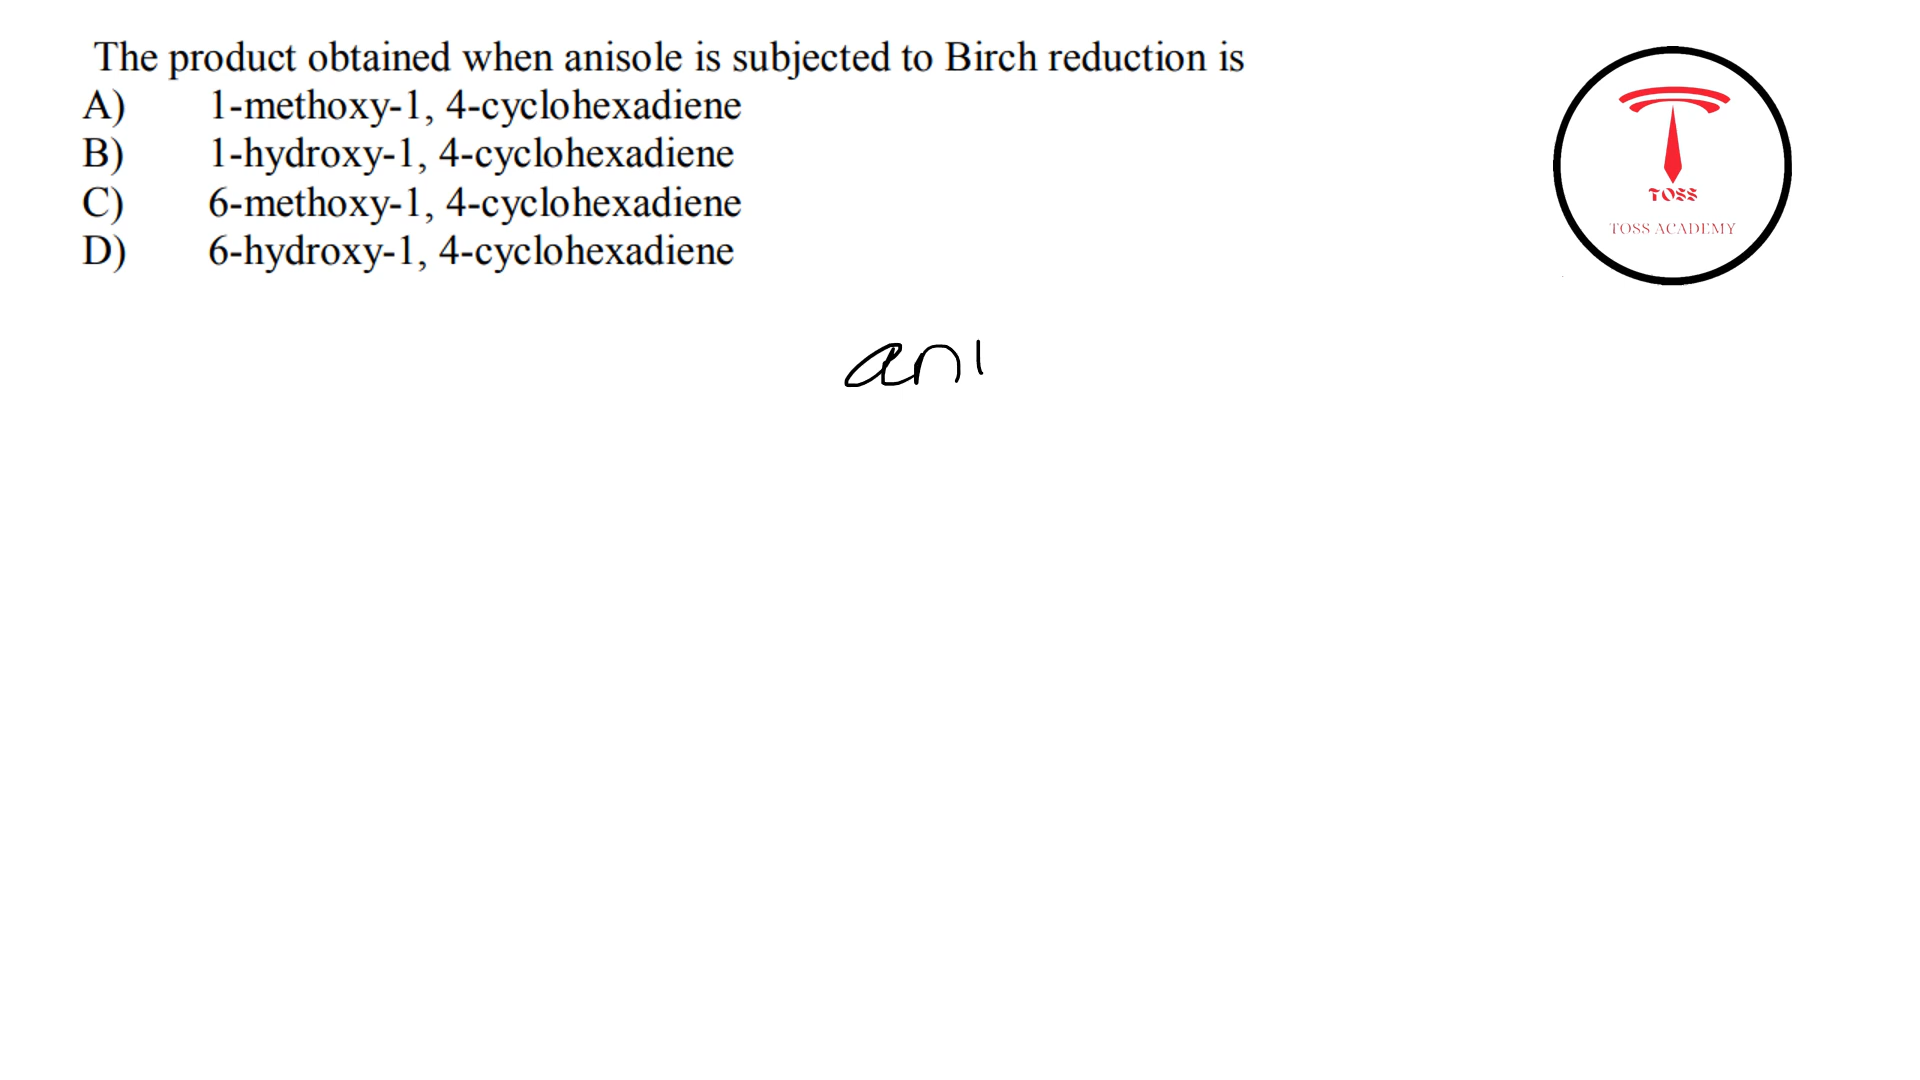 The product obtained when anisole is subjected to Birch reduction is
A) 1-methoxy-1, 4-cyclohexadiene
B) 1-hydroxy-1, 4-cyclohexadiene
C) 6-methoxy-1, 4-cyclohexadiene
D) 6-hydroxy-1, 4-cyclohexadiene
TOSS
TOSS ACADEMY
ani